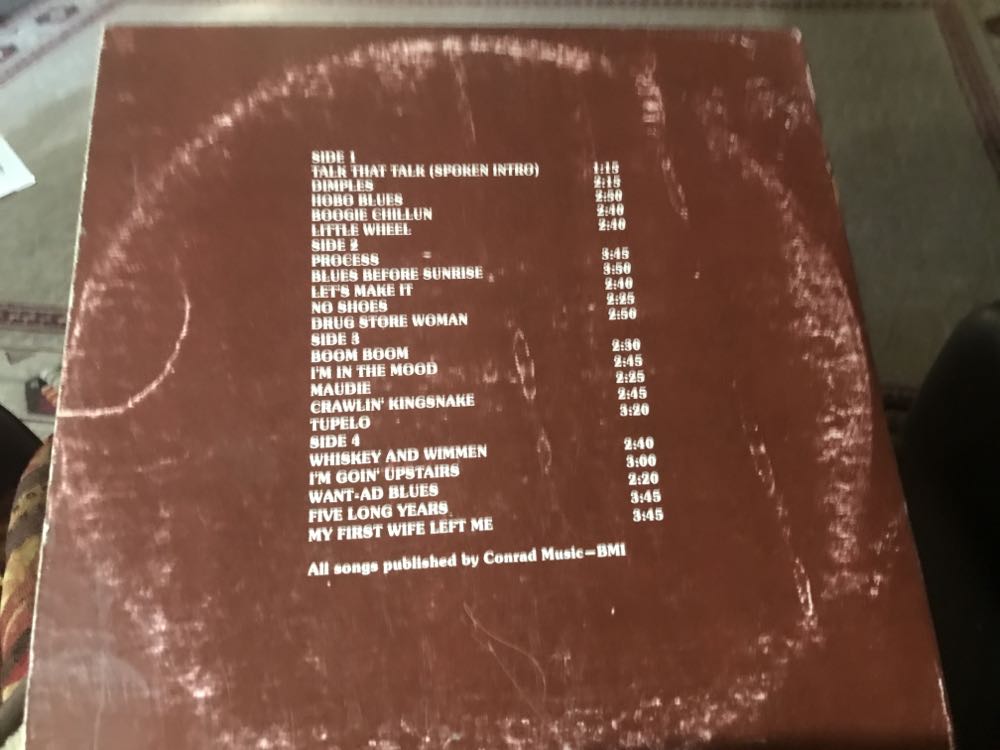 SIDE 1
TALK THAT TALK (SPOKEN INTRO) 1:15
DIMPLES 2:15
HOBO BLUES 2:50
BOOGIE CHILLUN 2:40
LITTLE WHEEL 2:40
SIDE 2
PROCESS 3:45
BLUES BEFORE SUNRISE 3:50
LET'S MAKE IT 2:40
NO SHOES 2:25
DRUG STORE WOMAN 2:50
SIDE 3
BOOM BOOM 2:30
I'M IN THE MOOD 2:45
MAUDIE 2:25
CRAWLIN' KINGSNAKE 2:45
TUPELO 3:20
SIDE 4
WHISKEY AND WIMMEN 2:40
I'M GOIN' UPSTAIRS 3:00
WANT-AD BLUES 2:20
FIVE LONG YEARS 3:45
MY FIRST WIFE LEFT ME 3:45
All songs published by Conrad Music—BMI